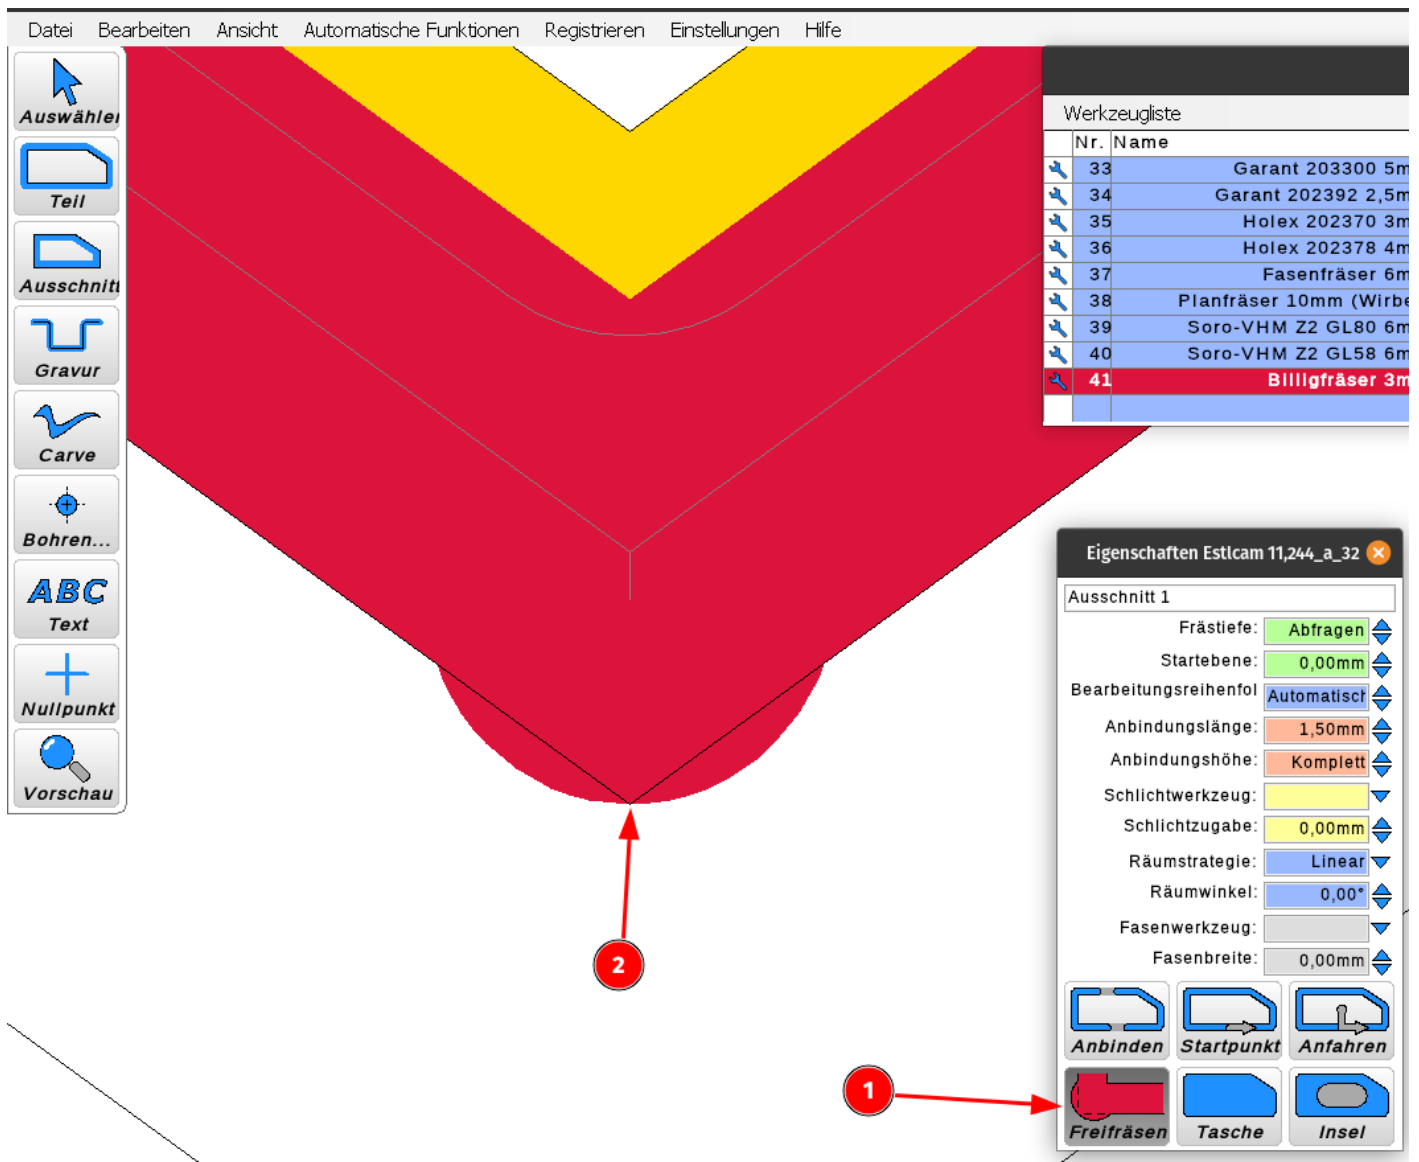 Datei Bearbeiten Ansicht Automatische Funktionen Registrieren Einstellungen Hilfe
Auswähler
Teil
Ausschnitt
Gravur
Carve
Bohren...
ABC
Text
Nullpunkt
Vorschau
Werkzeugliste
Nr. Name
33 Garant 203300 5m
34 Garant 202392 2,5m
35 Holex 202370 3m
36 Holex 202378 4m
37 Fasenfräser 6m
38 Planfräser 10mm (Wirbe
39 Soro-VHM Z2 GL80 6m
40 Soro-VHM Z2 GL58 6m
41 Billigfräser 3m
Eigenschaften Estlcam 11,244_a_32
Ausschnitt 1
Frästiefe: Abfragen
Startebene: 0,00mm
Bearbeitungsreihenfol Automatisch
Anbindungslänge: 1,50mm
Anbindungshöhe: Komplett
Schlichtwerkzeug:
Schlichtzugabe: 0,00mm
Räumstrategie: Linear
Räumwinkel: 0,00°
Fasenwerkzeug:
Fasenbreite: 0,00mm
Anbinden Startpunkt Anfahren
Freifräsen Tasche Insel
1
2